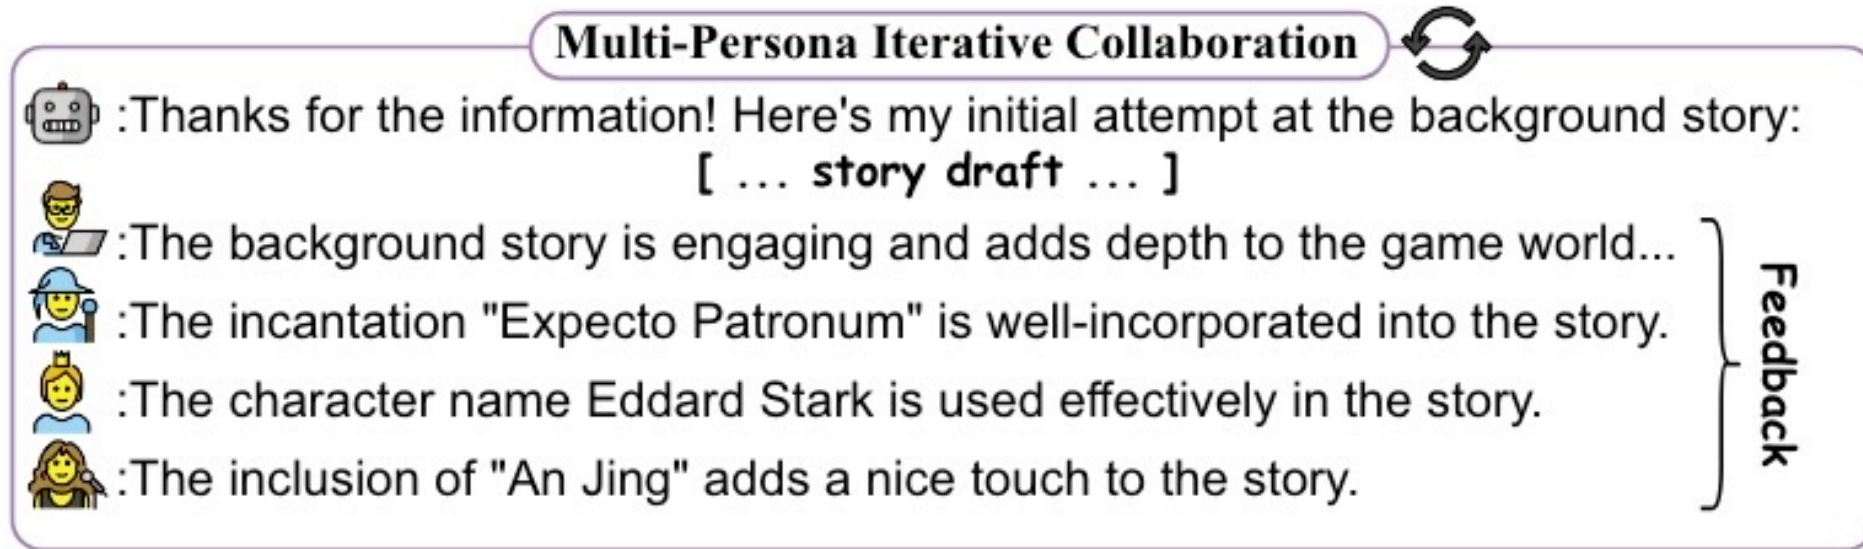 Multi-Persona Iterative Collaboration
:Thanks for the information! Here's my initial attempt at the background story:
[ ... story draft ... ]
:The background story is engaging and adds depth to the game world...
:The incantation "Expecto Patronum" is well-incorporated into the story.
:The character name Eddard Stark is used effectively in the story.
:The inclusion of "An Jing" adds a nice touch to the story.
Feedback